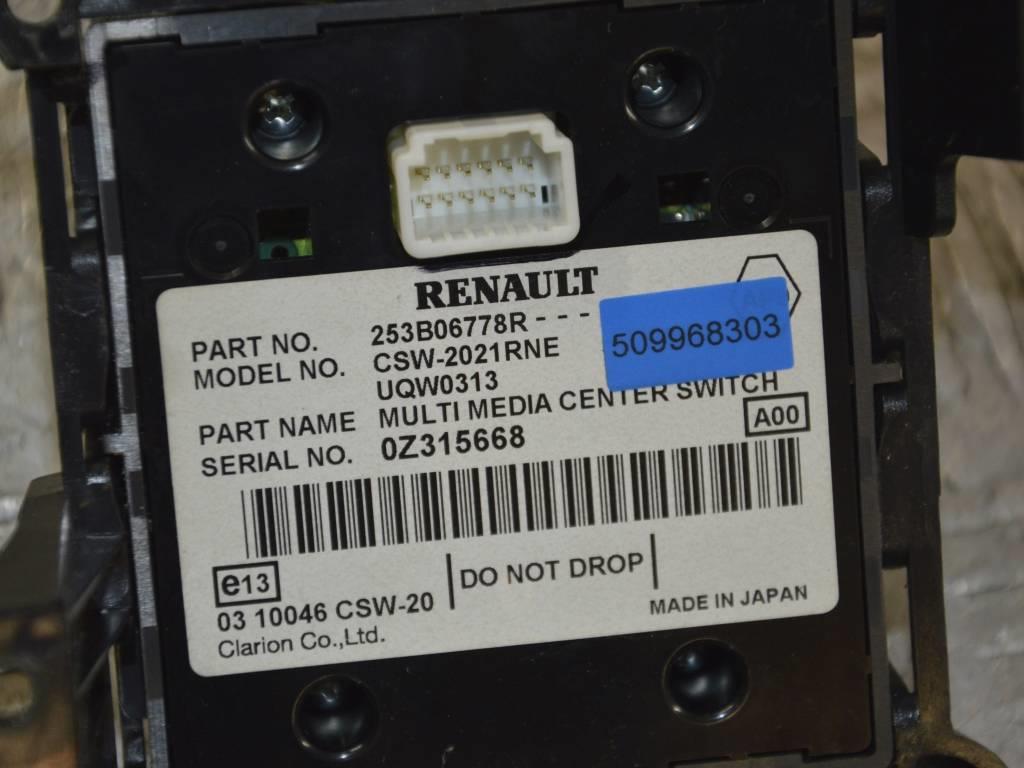 RENAULT
PART NO. 253B06778R - - -
509968303
MODEL NO. CSW-2021RNE
UQW0313
PART NAME MULTI MEDIA CENTER SWITCH
SERIAL NO. 0Z315668
A00
e13
03 10046 CSW-20
DO NOT DROP
Clarion Co.,Ltd.
MADE IN JAPAN